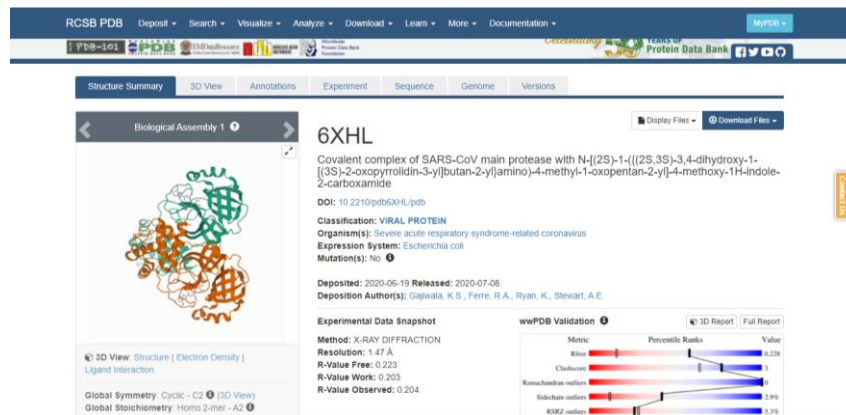 RCSB PDB Deposit Search Visualize Analyze Download Learn More Documentation MyPDB
PDB-101 PDB EMDataResource Protein Data Bank
Structure Summary 3D View Annotations Experiment Sequence Genome Versions
Biological Assembly 1
Display Files Download Files
6XHL
Covalent complex of SARS-CoV main protease with N-[(2S)-1-({(2S,3S)-3,4-dihydroxy-1-
[(3S)-2-oxopyrrolidin-3-yl]butan-2-yl}amino)-4-methyl-1-oxopentan-2-yl]-4-methoxy-1H-indole-
2-carboxamide
DOI: 10.2210/pdb6XHL/pdb
Classification: VIRAL PROTEIN
Organism(s): Severe acute respiratory syndrome-related coronavirus
Expression System: Escherichia coli
Mutation(s): No
Deposited: 2020-06-19 Released: 2020-07-08
Deposition Author(s): Gajiwala, K.S., Ferre, R.A., Ryan, K., Stewart, A.E.
Experimental Data Snapshot
Method: X-RAY DIFFRACTION
Resolution: 1.47 Å
R-Value Free: 0.223
R-Value Work: 0.203
R-Value Observed: 0.204
wwPDB Validation 3D Report Full Report
Metric Percentile Ranks Value
Rfree 0.228
Clashscore 3
Ramachandran outliers 0
Sidechain outliers 2.9%
RSRZ outliers 5.5%
3D View: Structure | Electron Density |
Ligand Interaction
Global Symmetry: Cyclic - C2 (3D View)
Global Stoichiometry: Homo 2-mer - A2
Contact Us